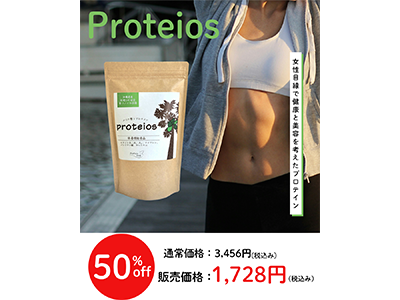 Proteios
女性目線で健康と美容を考えたプロテイン
proteios
50%off
通常価格：3.456円(税込み)
販売価格：1,728円(税込み)